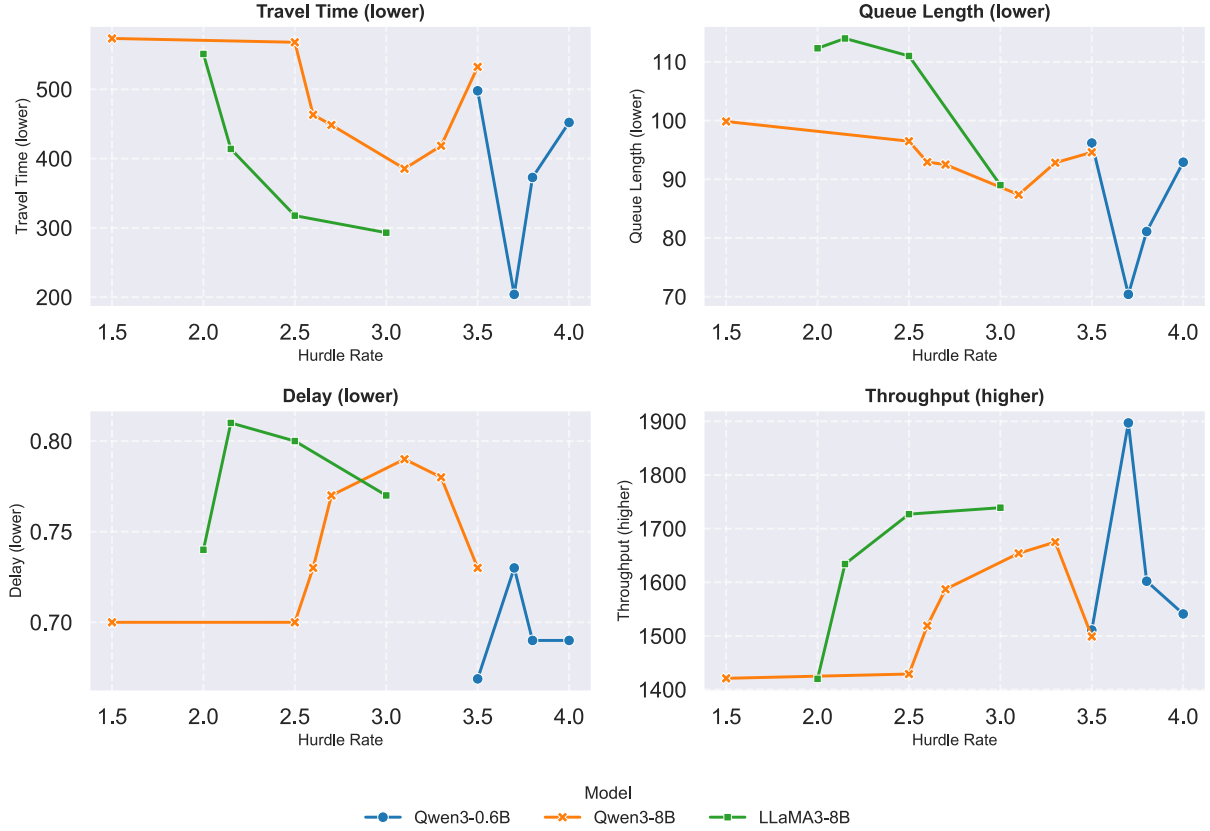 Travel Time (lower)
Travel Time (lower)
500
400
300
200
1.5 2.0 2.5 3.0 3.5 4.0
Hurdle Rate
Queue Length (lower)
Queue Length (lower)
110
100
90
80
70
1.5 2.0 2.5 3.0 3.5 4.0
Hurdle Rate
Delay (lower)
Delay (lower)
0.80
0.75
0.70
1.5 2.0 2.5 3.0 3.5 4.0
Hurdle Rate
Throughput (higher)
Throughput (higher)
1900
1800
1700
1600
1500
1400
1.5 2.0 2.5 3.0 3.5 4.0
Hurdle Rate
Model
Qwen3-0.6B Qwen3-8B LLaMA3-8B